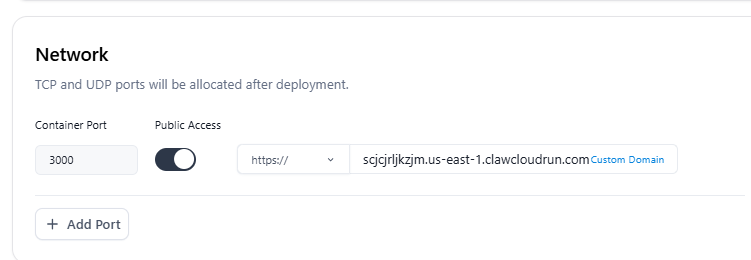 Network
TCP and UDP ports will be allocated after deployment.
Container Port Public Access
3000 https:// scjcjrljkzjm.us-east-1.clawcloudrun.com Custom Domain
+ Add Port